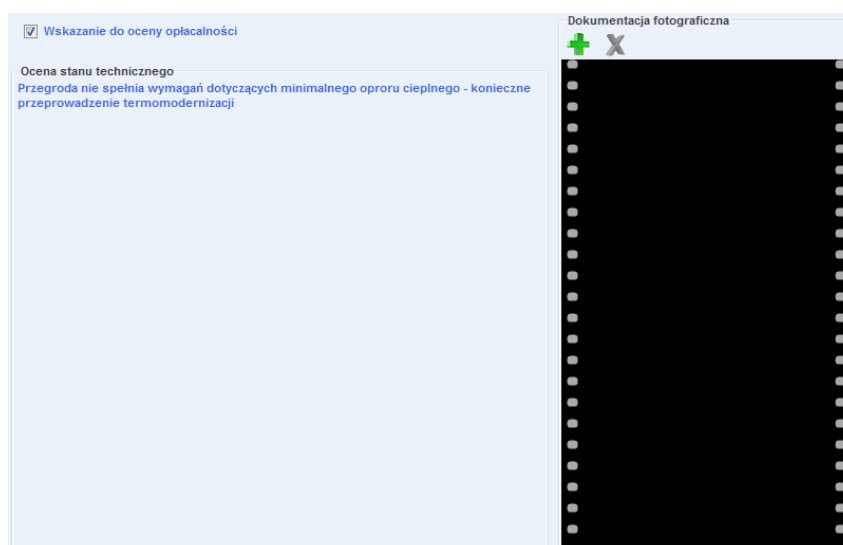 Wskazanie do oceny opłacalności
Ocena stanu technicznego
Przegroda nie spełnia wymagań dotyczących minimalnego oproru cieplnego - konieczne
przeprowadzenie termomodernizacji
Dokumentacja fotograficzna